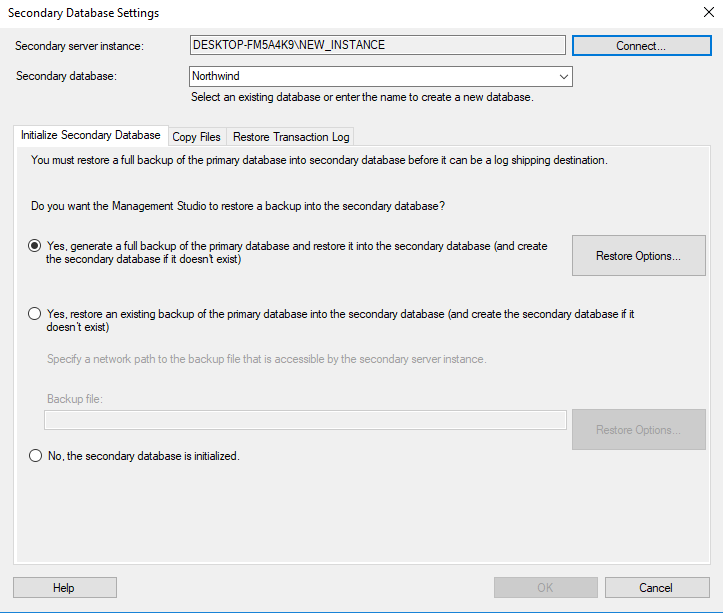 Secondary Database Settings
Secondary server instance:
DESKTOP-FM5A4K9\NEW_INSTANCE
Connect...
Secondary database:
Northwind
Select an existing database or enter the name to create a new database.
Initialize Secondary Database
Copy Files
Restore Transaction Log
You must restore a full backup of the primary database into secondary database before it can be a log shipping destination.
Do you want the Management Studio to restore a backup into the secondary database?
Yes, generate a full backup of the primary database and restore it into the secondary database (and create
the secondary database if it doesn't exist)
Restore Options...
Yes, restore an existing backup of the primary database into the secondary database (and create the secondary database if it
doesn't exist)
Specify a network path to the backup file that is accessible by the secondary server instance.
Backup file:
Restore Options...
No, the secondary database is initialized.
Help
OK
Cancel